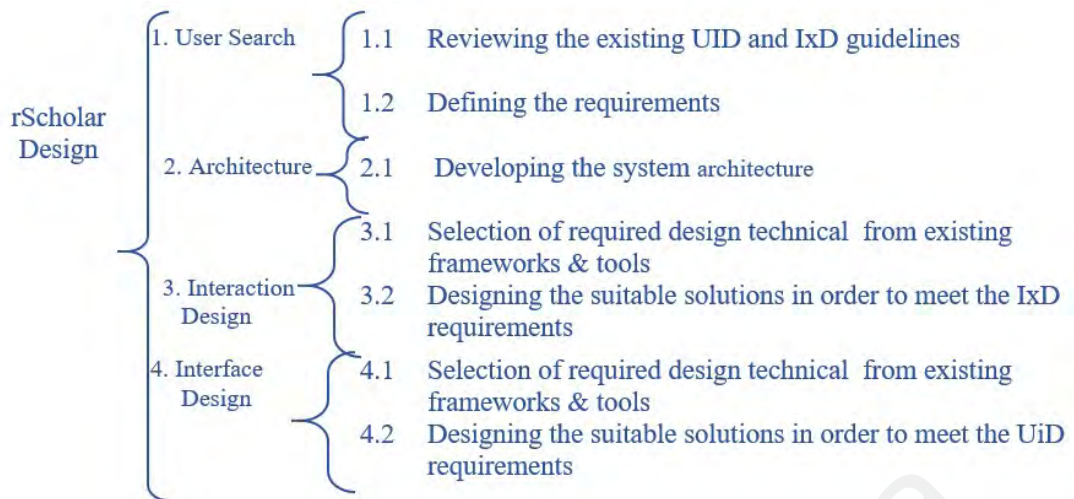 rScholar
Design
1. User Search
1.1 Reviewing the existing UID and IxD guidelines
1.2 Defining the requirements
2. Architecture
2.1 Developing the system architecture
3. Interaction
Design
3.1 Selection of required design technical from existing
frameworks & tools
3.2 Designing the suitable solutions in order to meet the IxD
requirements
4. Interface
Design
4.1 Selection of required design technical from existing
frameworks & tools
4.2 Designing the suitable solutions in order to meet the UiD
requirements